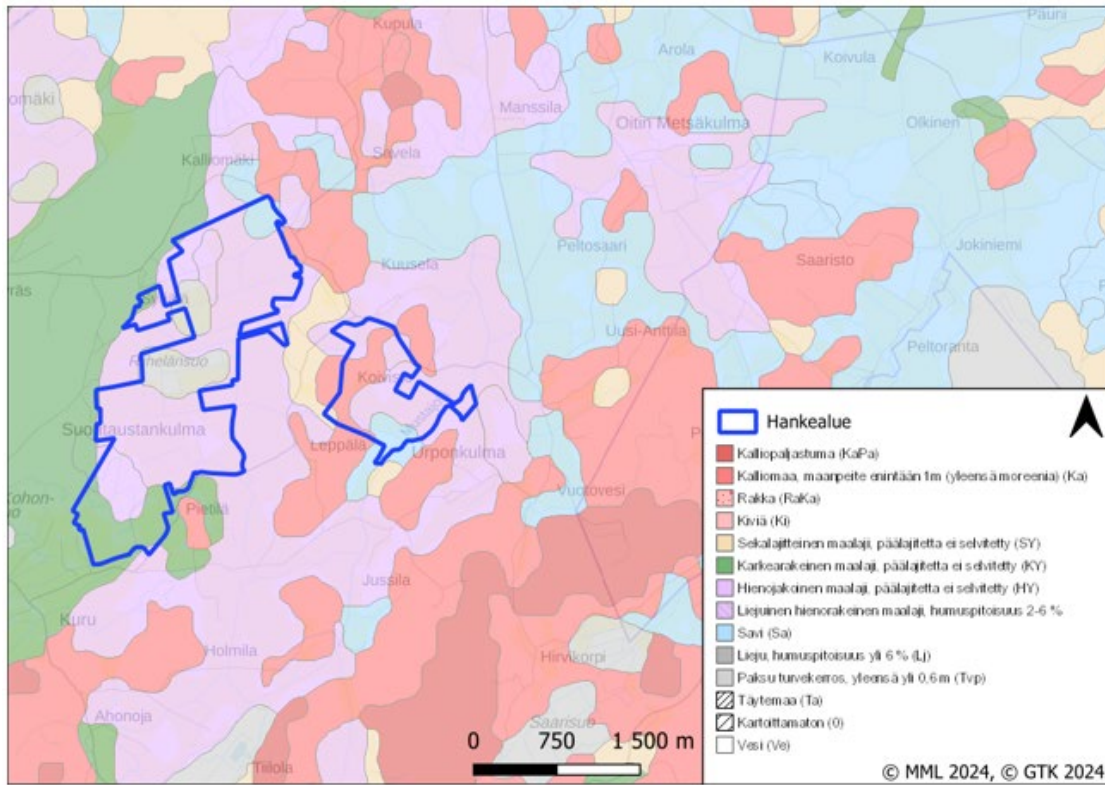 Kupula
Pauri
Arola
Koivula
Manssila
Oitin Metsäkulma
Olkinen
Kalliomäki
Savela
Peltosaari
Jokiniemi
Kuusela
Saaristo
Uusi-Anttila
Peltoranta
Suontaustankulma
Leppälä
Urponkulma
Vuotovesi
Pietilä
Jussila
Kuru
Holmila
Hirvikorpi
Ahonoja
Saarisuo
Tiilola
0 750 1 500 m
Hankealue
Kalliopaljastuma (KaPa)
Kalliomaa, maanpeite enintään 1m (yleensä moreenia) (Ka)
Rakka (RaKa)
Kiviä (Ki)
Sekalajitteinen maalaji, päälajitetta ei selvitetty (SY)
Karkearakeinen maalaji, päälajitetta ei selvitetty (KY)
Hienojakoinen maalaji, päälajitetta ei selvitetty (HY)
Liejuinen hienorakeinen maalaji, humuspitoisuus 2-6 %
Savi (Sa)
Lieju, humuspitoisuus yli 6 % (Lj)
Paksu turvekerros, yleensä yli 0,6 m (Tvp)
Täytemaa (Ta)
Kartoittamaton (0)
Vesi (Ve)
© MML 2024, © GTK 2024